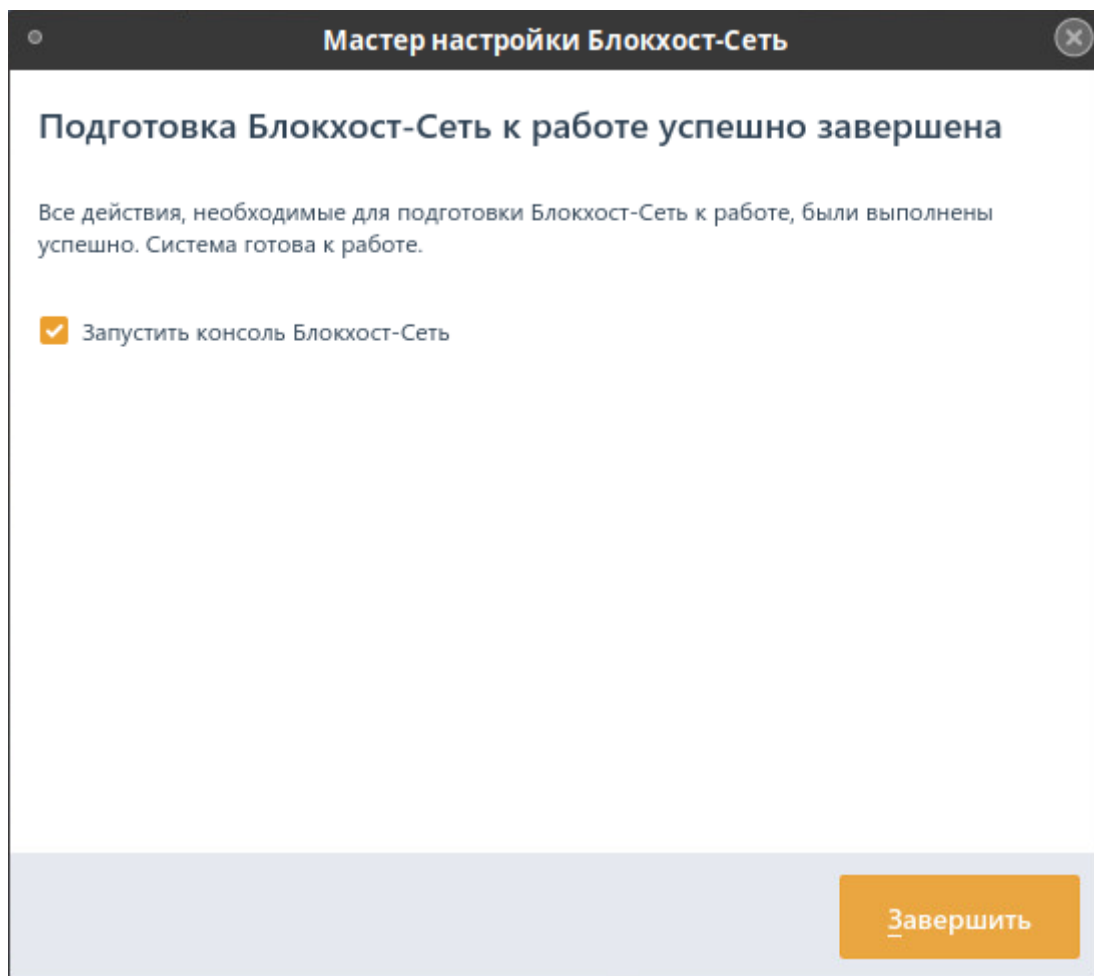 Мастер настройки Блокхост-Сеть
Подготовка Блокхост-Сеть к работе успешно завершена
Все действия, необходимые для подготовки Блокхост-Сеть к работе, были выполнены
успешно. Система готова к работе.
Запустить консоль Блокхост-Сеть
Завершить